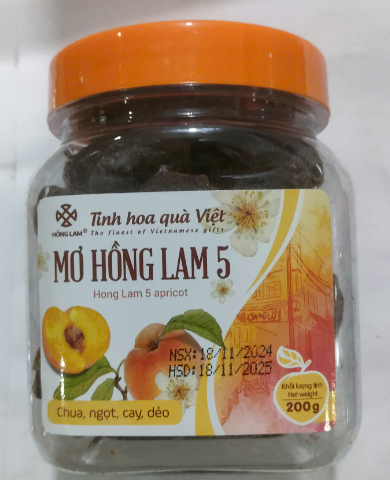 HỒNG LAM®
Tinh hoa quà Việt
The finest of Vietnamese gifts
MƠ HỒNG LAM 5
Hong Lam 5 apricot
NSX:18/11/2024
HSD:18/11/2025
Chua, ngọt, cay, dẻo
Khối lượng tịnh
Net weight
200g